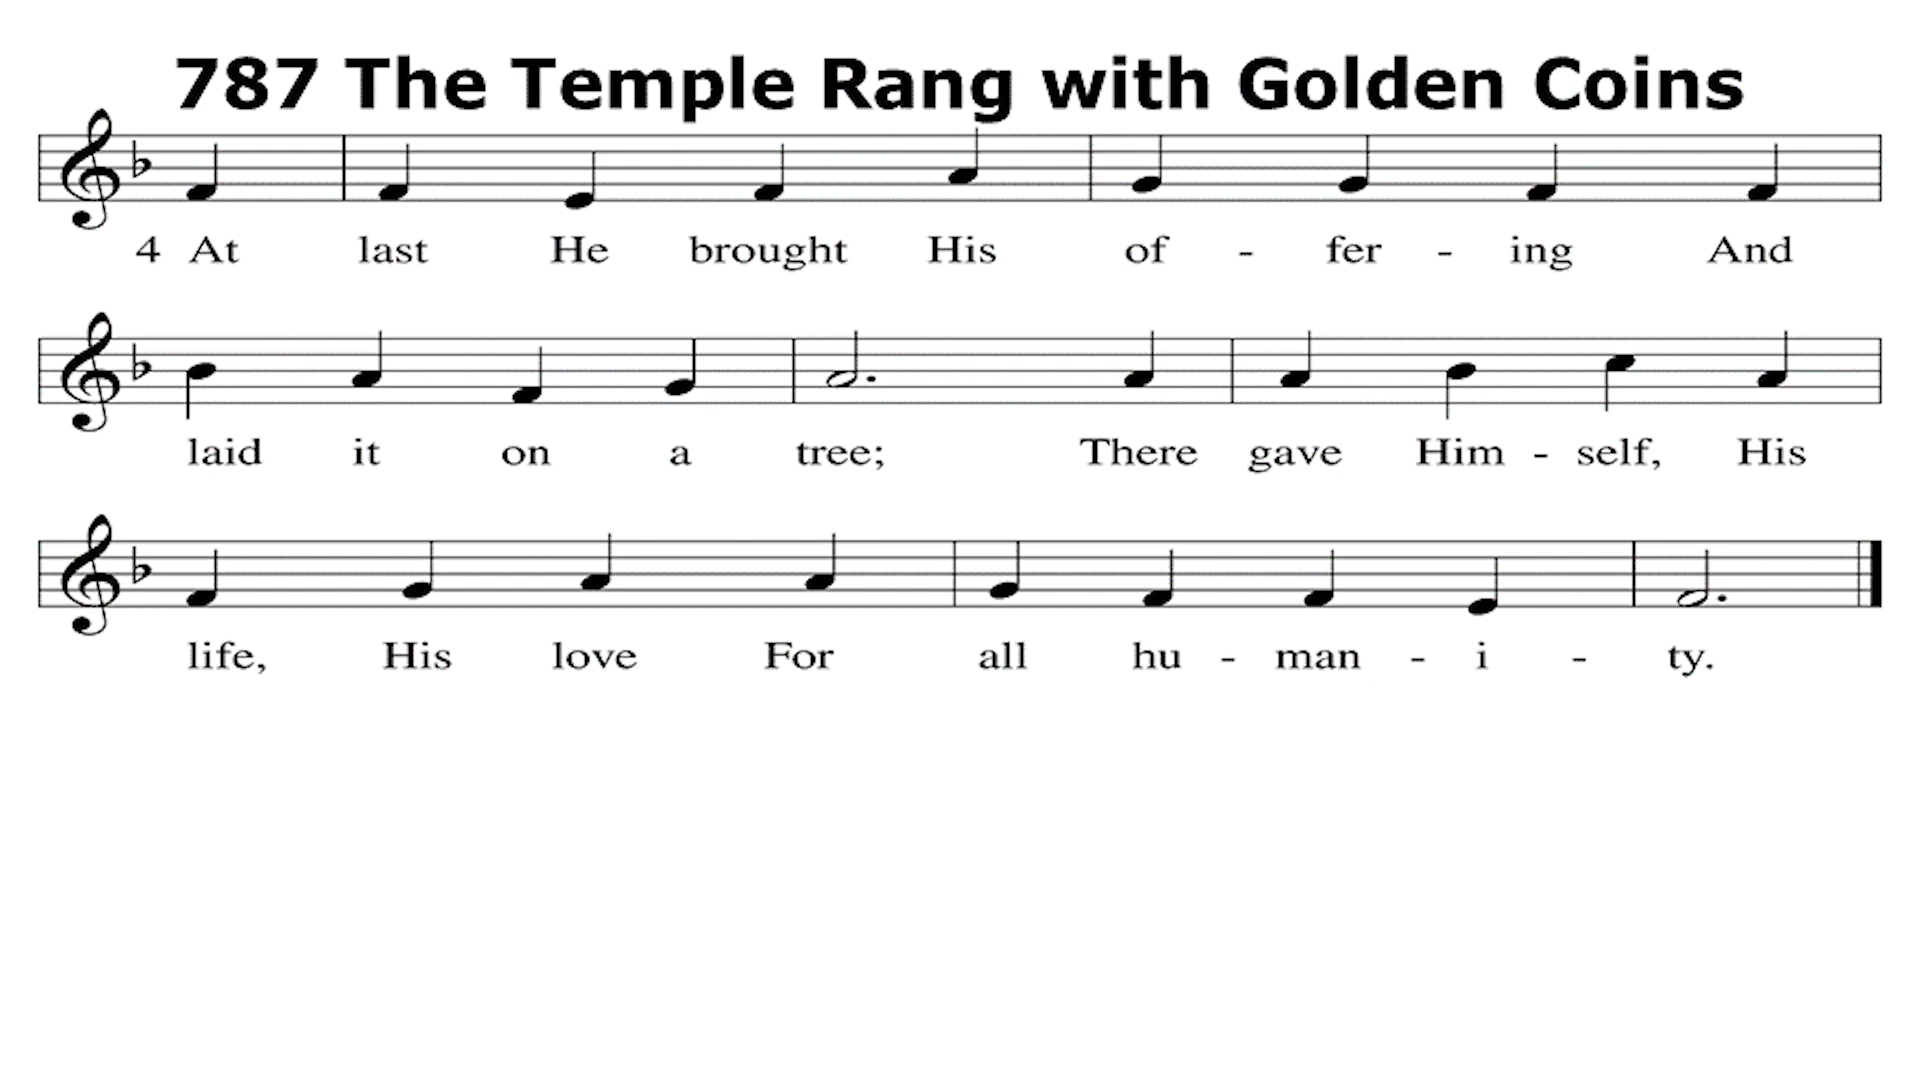 787 The Temple Rang with Golden Coins
4 At last He brought His of - fer - ing And
laid it on a tree; There gave Him - self, His
life, His love For all hu - man - i - ty.